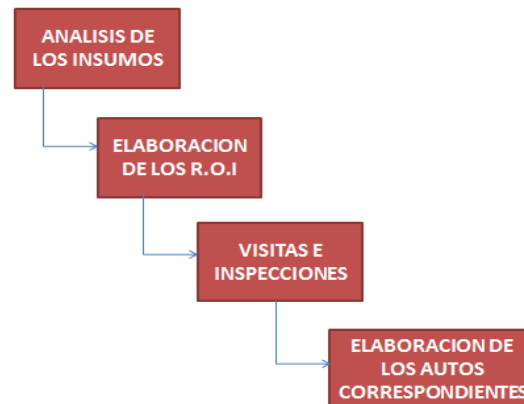 ANALISIS DE
LOS INSUMOS
ELABORACION
DE LOS R.O.I
VISITAS E
INSPECCIONES
ELABORACION DE
LOS AUTOS
CORRESPONDIENTES